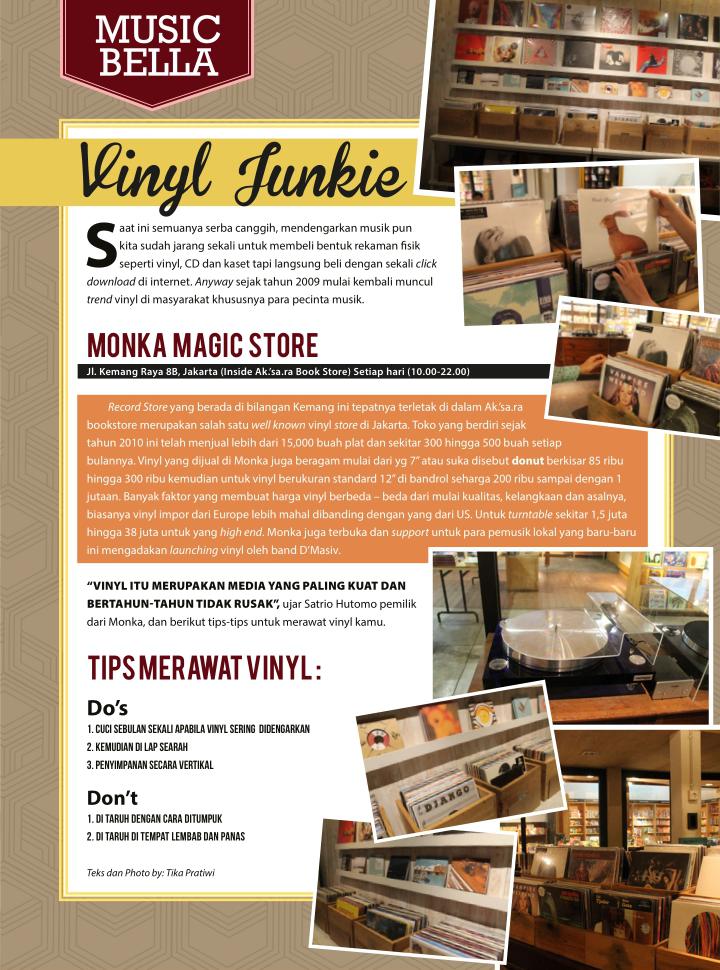 MUSIC
BELLA
Vinyl Junkie
Saat ini semuanya serba canggih, mendengarkan musik pun
kita sudah jarang sekali untuk membeli bentuk rekaman fisik
seperti vinyl, CD dan kaset tapi langsung beli dengan sekali click
download di internet. Anyway sejak tahun 2009 mulai kembali muncul
trend vinyl di masyarakat khususnya para pecinta musik.
MONKA MAGIC STORE
Jl. Kemang Raya 8B, Jakarta (Inside Ak.'sa.ra Book Store) Setiap hari (10.00-22.00)
Record Store yang berada di bilangan Kemang ini tepatnya terletak di dalam Ak.'sa.ra
bookstore merupakan salah satu well known vinyl store di Jakarta. Toko yang berdiri sejak
tahun 2010 ini telah menjual lebih dari 15,000 buah plat dan sekitar 300 hingga 500 buah setiap
bulannya. Vinyl yang dijual di Monka juga beragam mulai dari yg 7" atau suka disebut donut berkisar 85 ribu
hingga 300 ribu kemudian untuk vinyl berukuran standard 12" di bandrol seharga 200 ribu sampai dengan 1
jutaan. Banyak faktor yang membuat harga vinyl berbeda – beda dari mulai kualitas, kelangkaan dan asalnya,
biasanya vinyl impor dari Europe lebih mahal dibanding dengan yang dari US. Untuk turntable sekitar 1,5 juta
hingga 38 juta untuk yang high end. Monka juga terbuka dan support untuk para pemusik lokal yang baru-baru
ini mengadakan launching vinyl oleh band D'Masiv.
VAMPIRE
"VINYL ITU MERUPAKAN MEDIA YANG PALING KUAT DAN
BERTAHUN-TAHUN TIDAK RUSAK", ujar Satrio Hutomo pemilik
dari Monka, dan berikut tips-tips untuk merawat vinyl kamu.
TIPS MERAWAT VINYL :
Do's
1. CUCI SEBULAN SEKALI APABILA VINYL SERING DIDENGARKAN
2. KEMUDIAN DI LAP SEARAH
3. PENYIMPANAN SECARA VERTIKAL
DJANGO
Don't
1. DI TARUH DENGAN CARA DITUMPUK
2. DI TARUH DI TEMPAT LEMBAB DAN PANAS
Teks dan Photo by: Tika Pratiwi